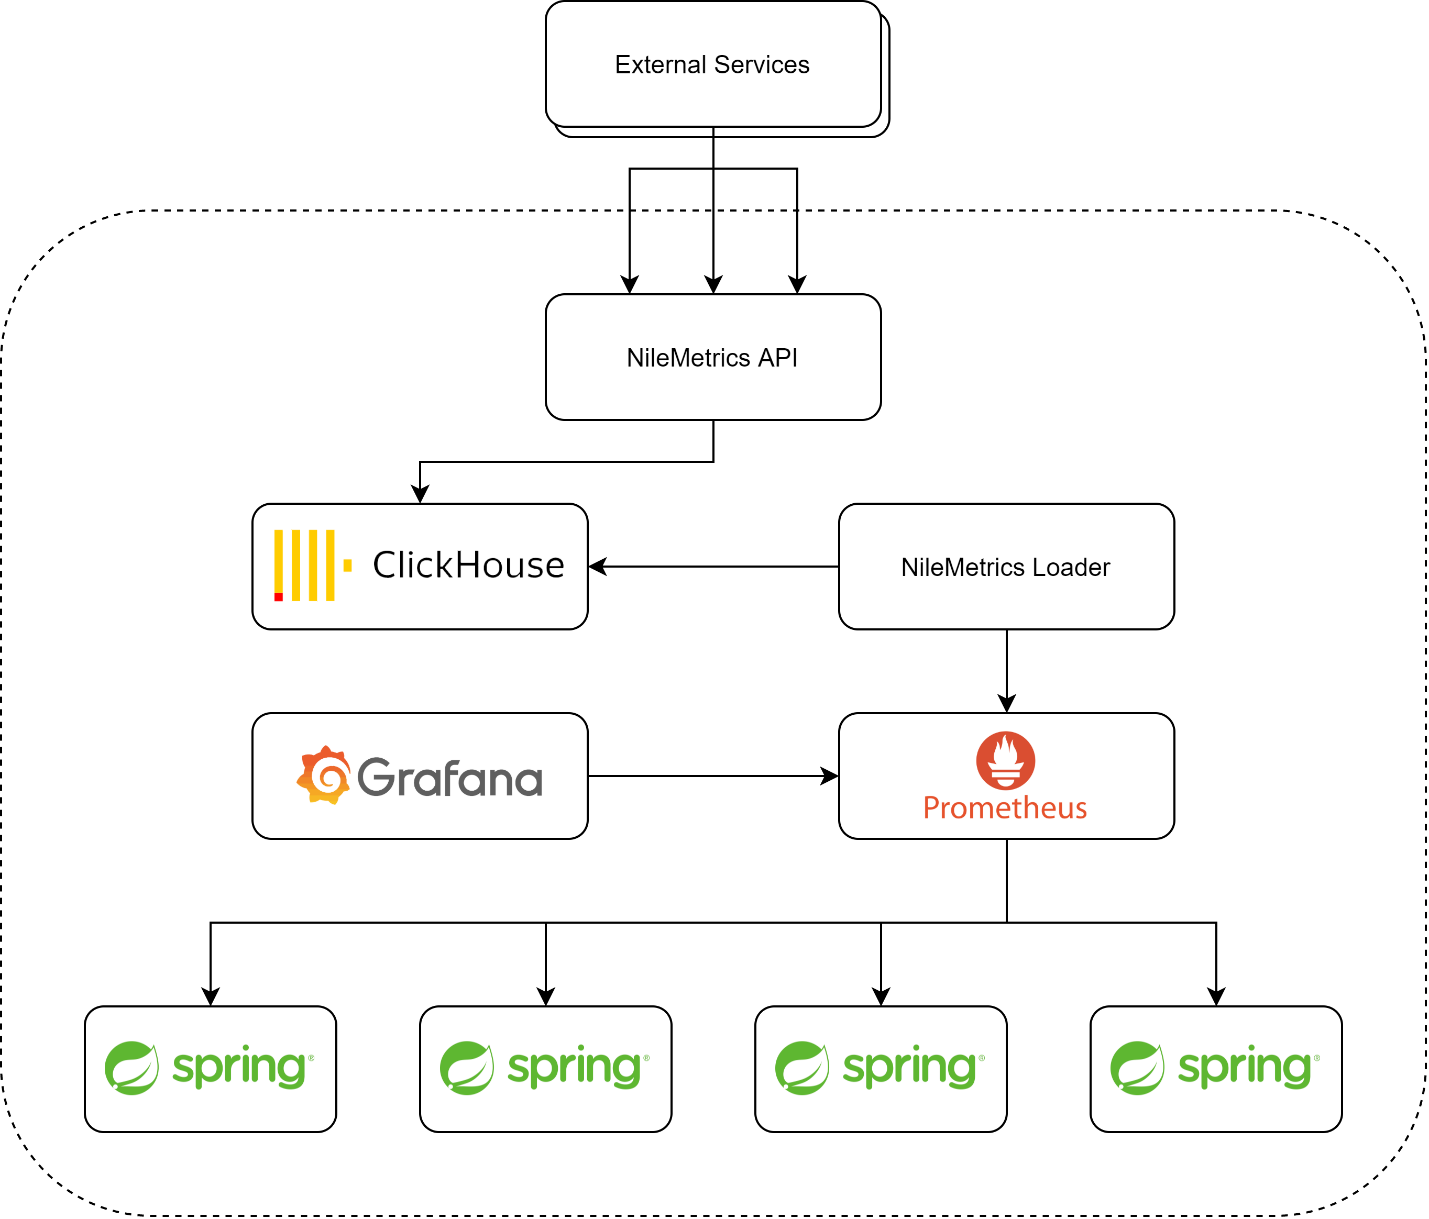 External Services
NileMetrics API
ClickHouse
NileMetrics Loader
Grafana
Prometheus
spring®
spring®
spring®
spring®